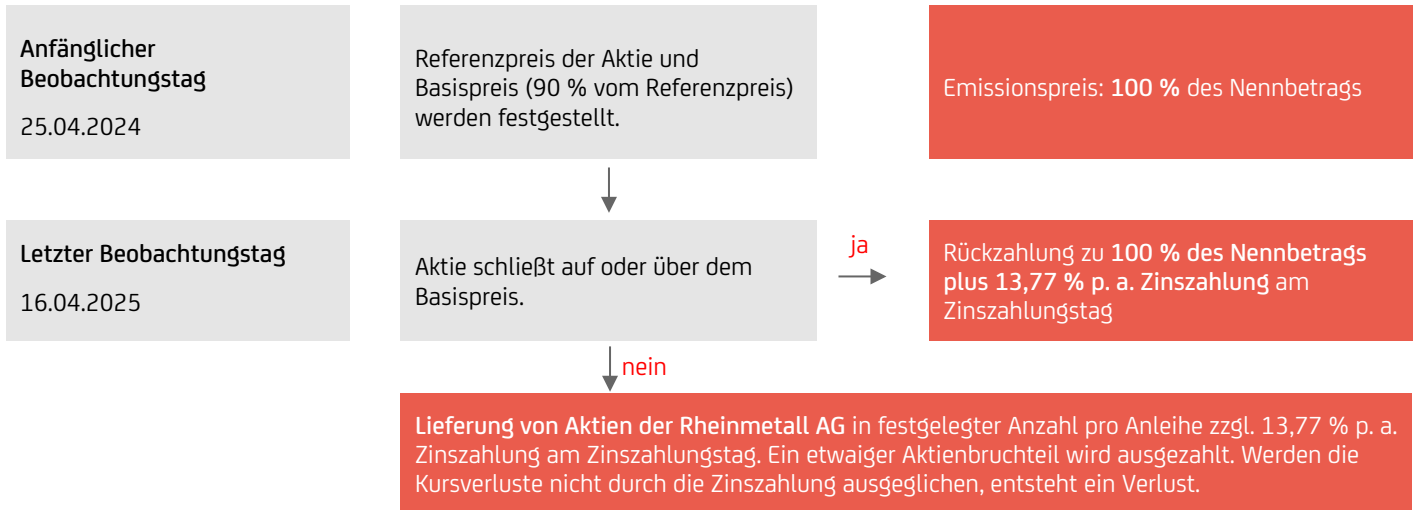 Anfänglicher
Beobachtungstag
25.04.2024
Referenzpreis der Aktie und
Basispreis (90 % vom Referenzpreis)
werden festgestellt.
Emissionspreis: 100 % des Nennbetrags
Letzter Beobachtungstag
16.04.2025
Aktie schließt auf oder über dem
Basispreis.
ja
Rückzahlung zu 100 % des Nennbetrags
plus 13,77 % p. a. Zinszahlung am
Zinszahlungstag
nein
Lieferung von Aktien der Rheinmetall AG in festgelegter Anzahl pro Anleihe zzgl. 13,77 % p. a.
Zinszahlung am Zinszahlungstag. Ein etwaiger Aktienbruchteil wird ausgezahlt. Werden die
Kursverluste nicht durch die Zinszahlung ausgeglichen, entsteht ein Verlust.